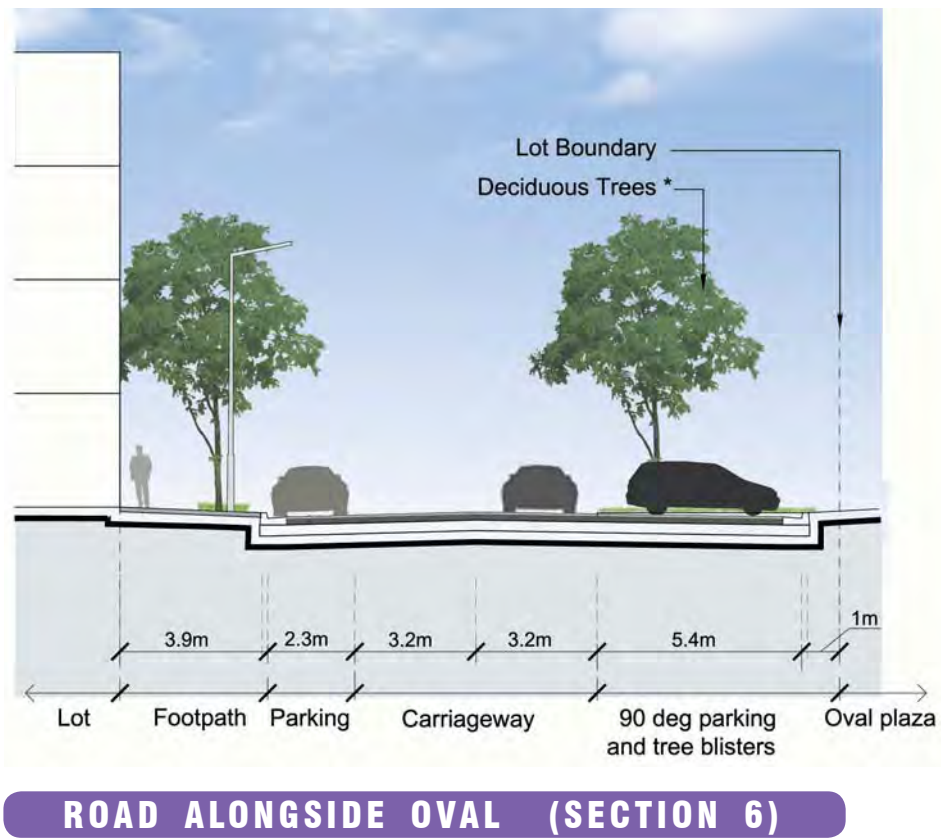 Lot Boundary
Deciduous Trees *
1m
3.9m 2.3m 3.2m 3.2m 5.4m
Lot Footpath Parking Carriageway 90 deg parking Oval plaza
and tree blisters
ROAD ALONGSIDE OVAL (SECTION 6)